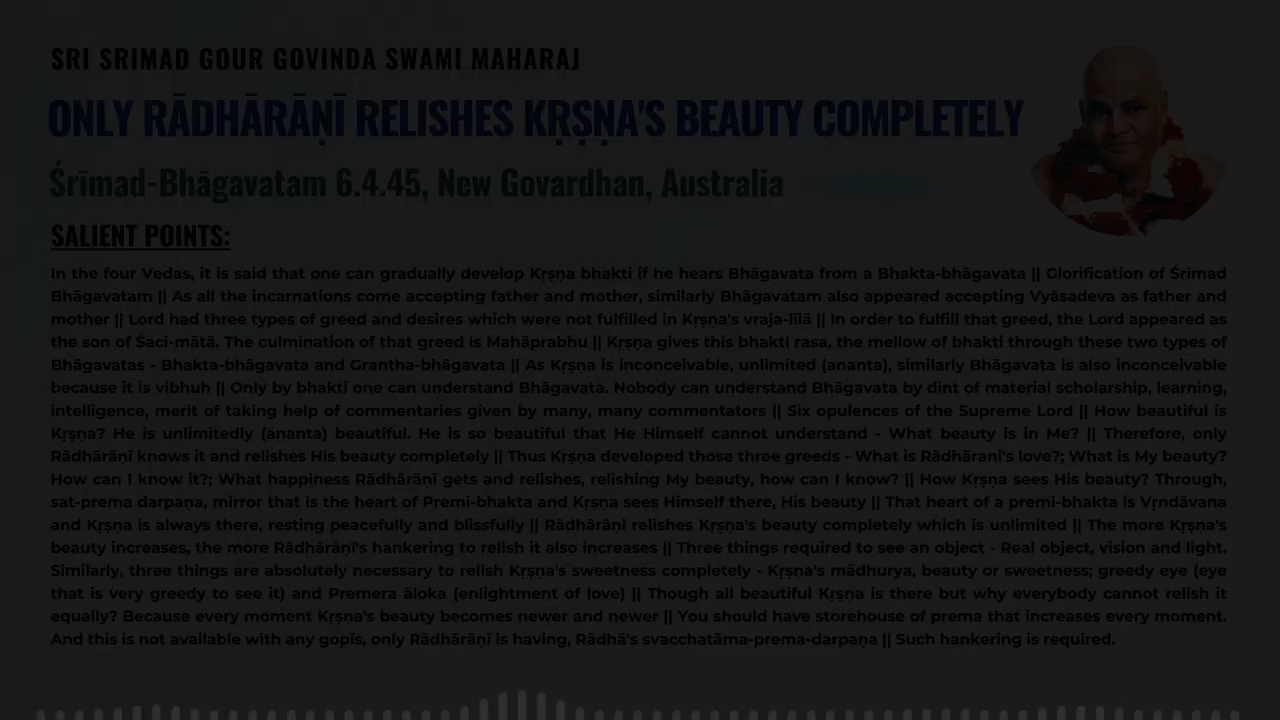 SRI SRIMAD GOUR GOVINDA SWAMI MAHARAJ
ONLY RĀDHĀRĀṆĪ RELISHES KṚṢṆA'S BEAUTY COMPLETELY
Śrīmad-Bhāgavatam 6.4.45, New Govardhan, Australia
SALIENT POINTS:
In the four Vedas, it is said that one can gradually develop Kṛṣṇa bhakti if he hears Bhāgavata from a Bhakta-bhāgavata || Glorification of Śrīmad
Bhāgavatam || As all the incarnations come accepting father and mother, similarly Bhāgavatam also appeared accepting Vyāsadeva as father and
mother || Lord had three types of greed and desires which were not fulfilled in Kṛṣṇa's vraja-līlā || In order to fulfill that greed, the Lord appeared as
the son of Śacī-mātā. The culmination of that greed is Mahāprabhu || Kṛṣṇa gives this bhakti rasa, the mellow of bhakti through these two types of
Bhāgavatas - Bhakta-bhāgavata and Grantha-bhāgavata || As Kṛṣṇa is inconceivable, unlimited (ananta), similarly Bhāgavata is also inconceivable
because it is vibhuḥ || Only by bhakti one can understand Bhāgavata. Nobody can understand Bhāgavata by dint of material scholarship, learning,
intelligence, merit of taking help of commentaries given by many, many commentators || Six opulences of the Supreme Lord || How beautiful is
Kṛṣṇa? He is unlimitedly (ananta) beautiful. He is so beautiful that He Himself cannot understand - What beauty is in Me? || Therefore, only
Rādhārāṇī knows it and relishes His beauty completely || Thus Kṛṣṇa developed those three greeds - What is Rādhārani's love?; What is My beauty?
How can I know it?; What happiness Rādhārāṇī gets and relishes, relishing My beauty, how can I know? || How Kṛṣṇa sees His beauty? Through,
sat-prema darpaṇa, mirror that is the heart of Premi-bhakta and Kṛṣṇa sees Himself there, His beauty || That heart of a premi-bhakta is Vṛndāvana
and Kṛṣṇa is always there, resting peacefully and blissfully || Rādhārāṇī relishes Kṛṣṇa's beauty completely which is unlimited || The more Kṛṣṇa's
beauty increases, the more Rādhārāṇī's hankering to relish it also increases || Three things required to see an object - Real object, vision and light.
Similarly, three things are absolutely necessary to relish Kṛṣṇa's sweetness completely - Kṛṣṇa's mādhurya, beauty or sweetness; greedy eye (eye
that is very greedy to see it) and Premera āloka (enlightment of love) || Though all beautiful Kṛṣṇa is there but why everybody cannot relish it
equally? Because every moment Kṛṣṇa's beauty becomes newer and newer || You should have storehouse of prema that increases every moment.
And this is not available with any gopīs, only Rādhārāṇī is having, Rādhā's svacchatāma-prema-darpaṇa || Such hankering is required.